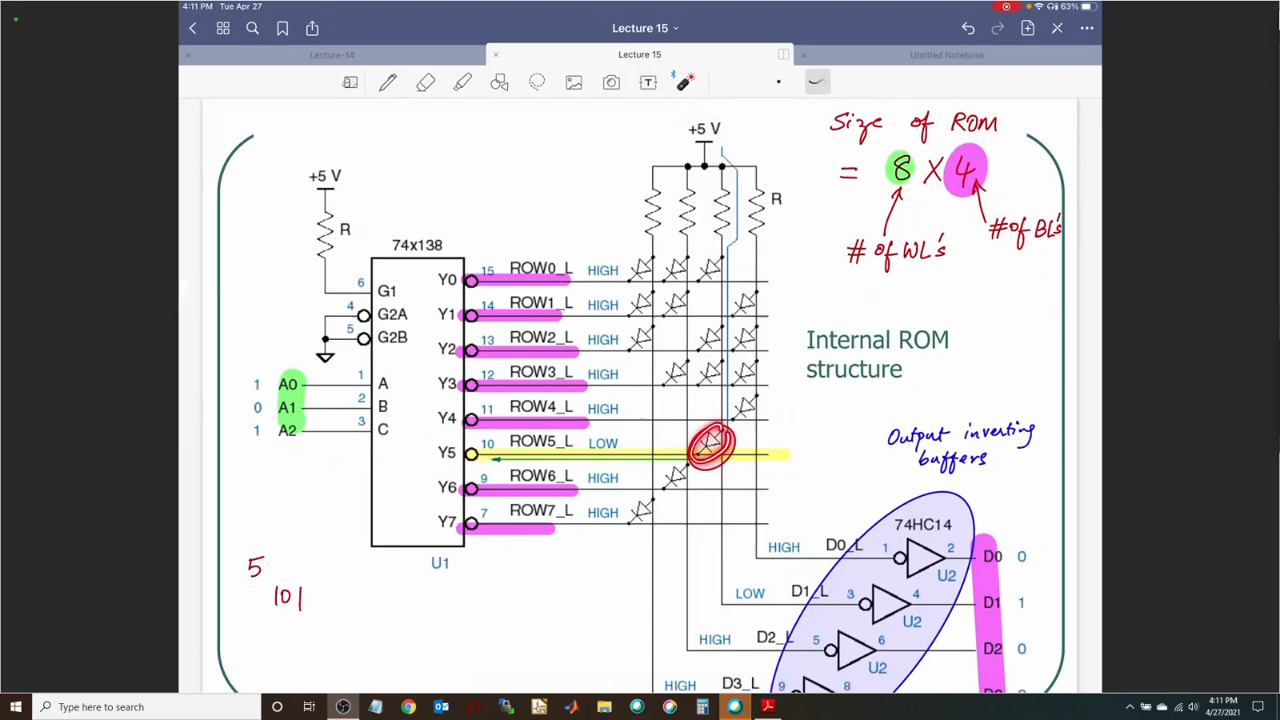 4:11 PM Tue Apr 27
63%
Lecture 15
Lecture-14
Lecture 15
Untitled Notebook
Size of ROM
= 8 X 4
# of WL's
# of BL's
+5 V
+5 V
R
R
74x138
6 G1
4 G2A
5 G2B
1 A0 1 A
0 A1 2 B
1 A2 3 C
Y0 15 ROW0_L HIGH
Y1 14 ROW1_L HIGH
Y2 13 ROW2_L HIGH
Y3 12 ROW3_L HIGH
Y4 11 ROW4_L HIGH
Y5 10 ROW5_L LOW
Y6 9 ROW6_L HIGH
Y7 7 ROW7_L HIGH
U1
Internal ROM
structure
Output inverting
buffers
74HC14
HIGH D0_L 1 2 D0 0
U2
LOW D1_L 3 4 D1 1
U2
HIGH D2_L 5 6 D2 0
U2
HIGH D3_L 9 8
5
101
Type here to search
4:11 PM
4/27/2021